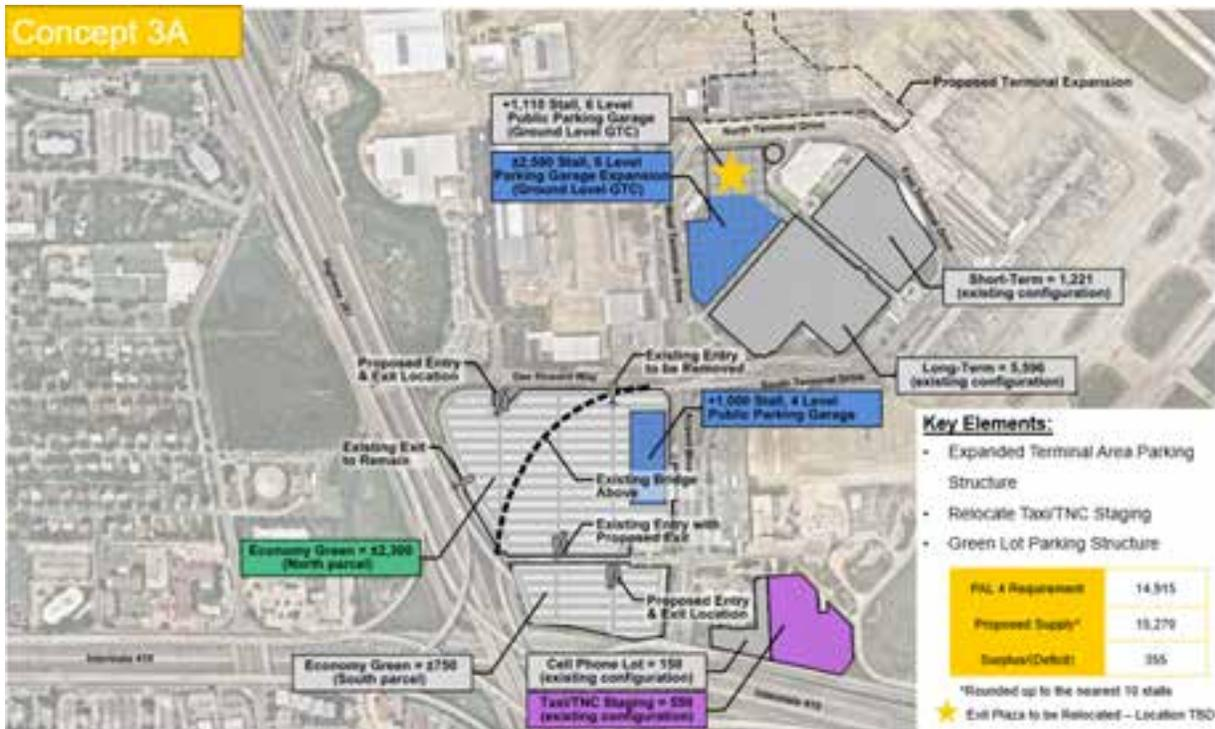 Concept 3A
Proposed Terminal Expansion
+1,110 Stall, 6 Level
Public Parking Garage
(Ground Level GTC)
North Terminal Drive
±2,500 Stall, 5 Level
Parking Garage Expansion
(Ground Level GTC)
Short-Term = 1,221
(existing configuration)
Long-Term = 5,596
(existing configuration)
South Terminal Drive
Proposed Entry
& Exit Location
Existing Entry
to be Removed
+1,000 Stall, 4 Level
Public Parking Garage
Existing Exit
to Remain
Existing Bridge
Above
Existing Entry with
Proposed Exit
Economy Green = ±2,300
(North parcel)
Proposed Entry
& Exit Location
Economy Green = ±750
(South parcel)
Cell Phone Lot = 150
(existing configuration)
Taxi/TNC Staging = 550
(existing configuration)
Interstate 410
Interstate 410
Key Elements:
• Expanded Terminal Area Parking
Structure
• Relocate Taxi/TNC Staging
• Green Lot Parking Structure
PAL 4 Requirement 14,915
Proposed Supply* 15,270
Surplus/(Deficit) 355
*Rounded up to the nearest 10 stalls
Exit Plaza to be Relocated – Location TBD